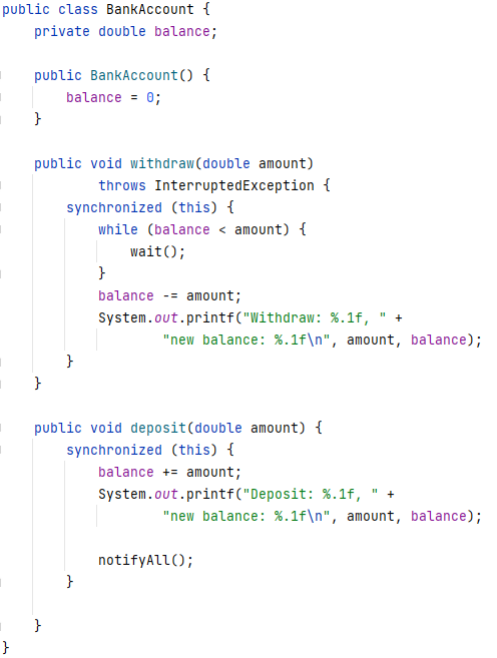 public class BankAccount {
    private double balance;

    public BankAccount() {
        balance = 0;
    }

    public void withdraw(double amount)
            throws InterruptedException {
        synchronized (this) {
            while (balance < amount) {
                wait();
            }
            balance -= amount;
            System.out.printf("Withdraw: %.1f, " +
                    "new balance: %.1f\n", amount, balance);
        }
    }

    public void deposit(double amount) {
        synchronized (this) {
            balance += amount;
            System.out.printf("Deposit: %.1f, " +
                    "new balance: %.1f\n", amount, balance);

            notifyAll();
        }

    }
}